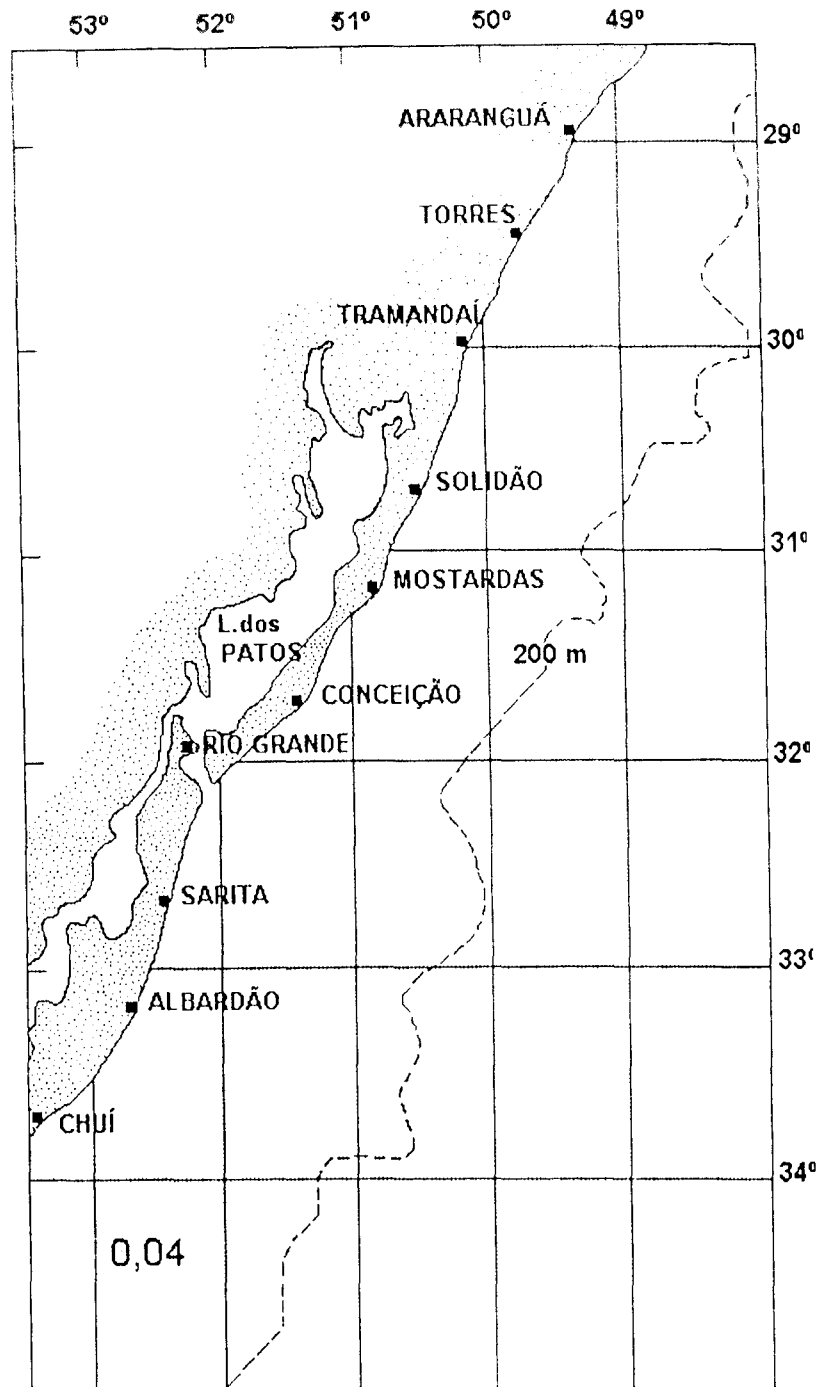 53º 52º 51º 50º 49º
ARARANGUÁ
29º
TORRES
TRAMANDAÍ
30º
SOLIDÃO
31º
MOSTARDAS
L.dos
PATOS
200 m
CONCEIÇÃO
RIO GRANDE
32º
SARITA
33º
ALBARDÃO
CHUÍ
34º
0,04